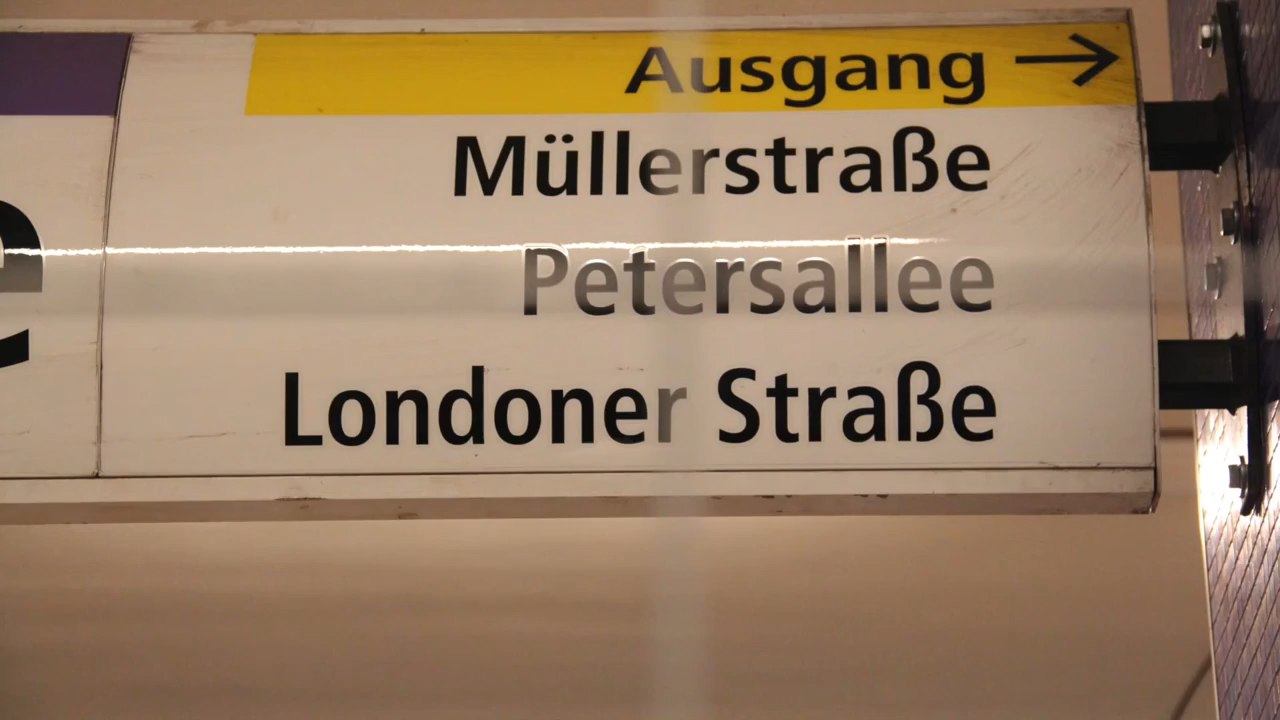 Ausgang →
Müllerstraße
Petersallee
Londoner Straße